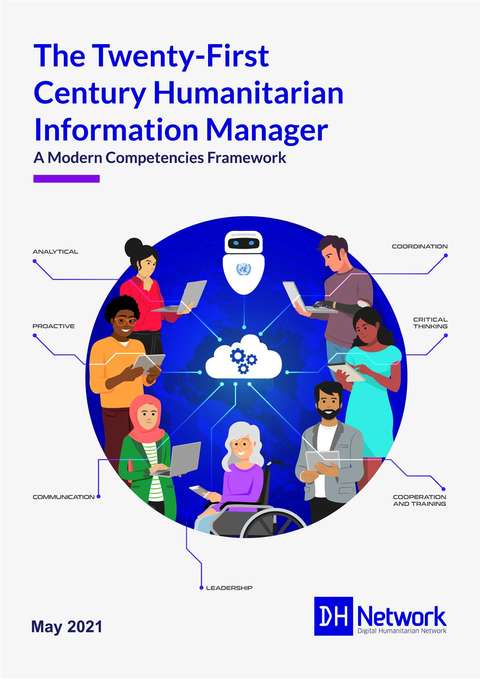 The Twenty-First
Century Humanitarian
Information Manager
A Modern Competencies Framework
ANALYTICAL
COORDINATION
PROACTIVE
CRITICAL
THINKING
COMMUNICATION
COOPERATION
AND TRAINING
LEADERSHIP
May 2021
DH Network
Digital Humanitarian Network